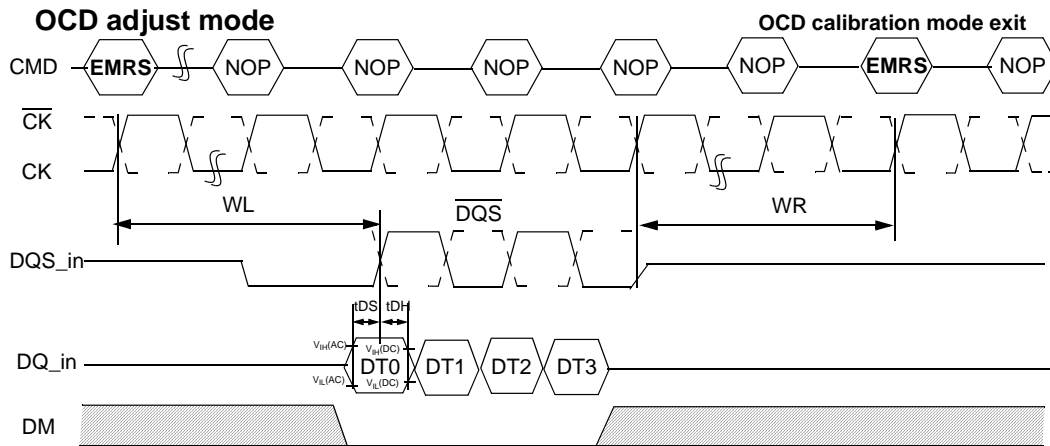 OCD adjust mode
OCD calibration mode exit
CMD EMRS NOP NOP NOP NOP NOP EMRS NOP
CK
CK
WL DQS WR
DQS_in
tDS tDH
VIH(AC) VIH(DC)
DQ_in DT0 DT1 DT2 DT3
VIL(AC) VIL(DC)
DM